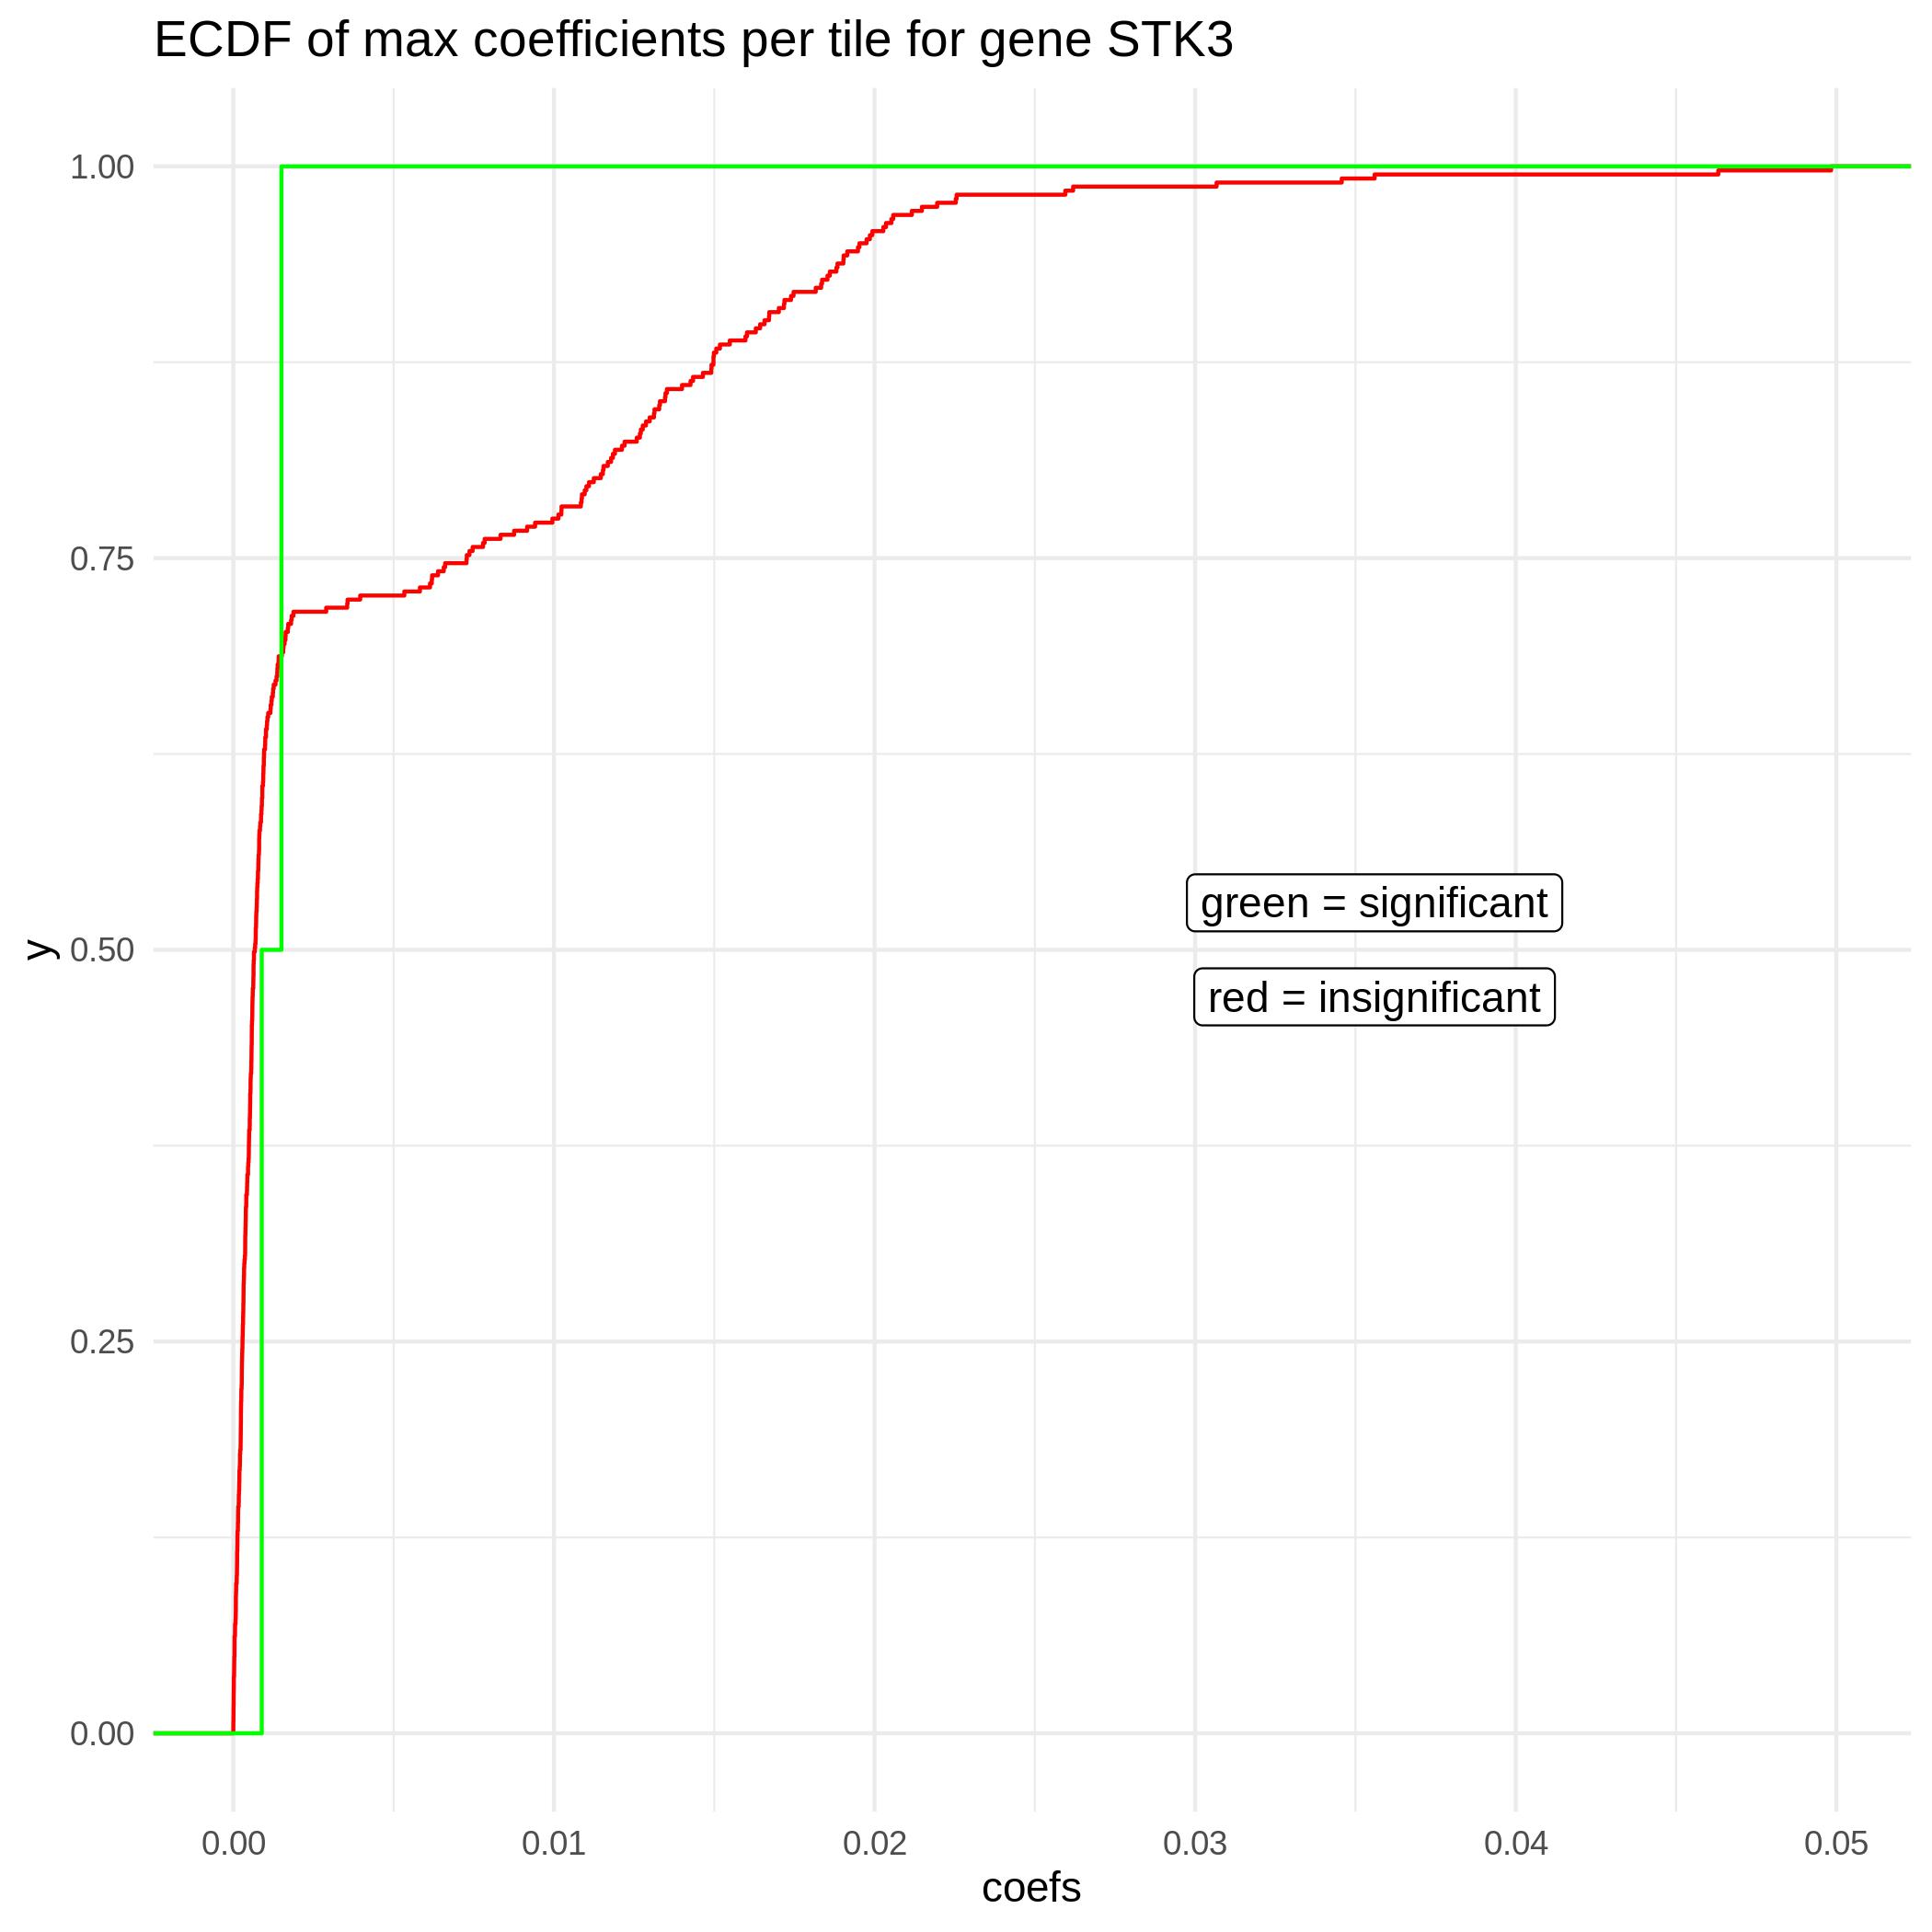 ECDF of max coefficients per tile for gene STK3
1.00
0.75
0.50
0.25
0.00
y
green = significant
red = insignificant
0.00 0.01 0.02 0.03 0.04 0.05
coefs